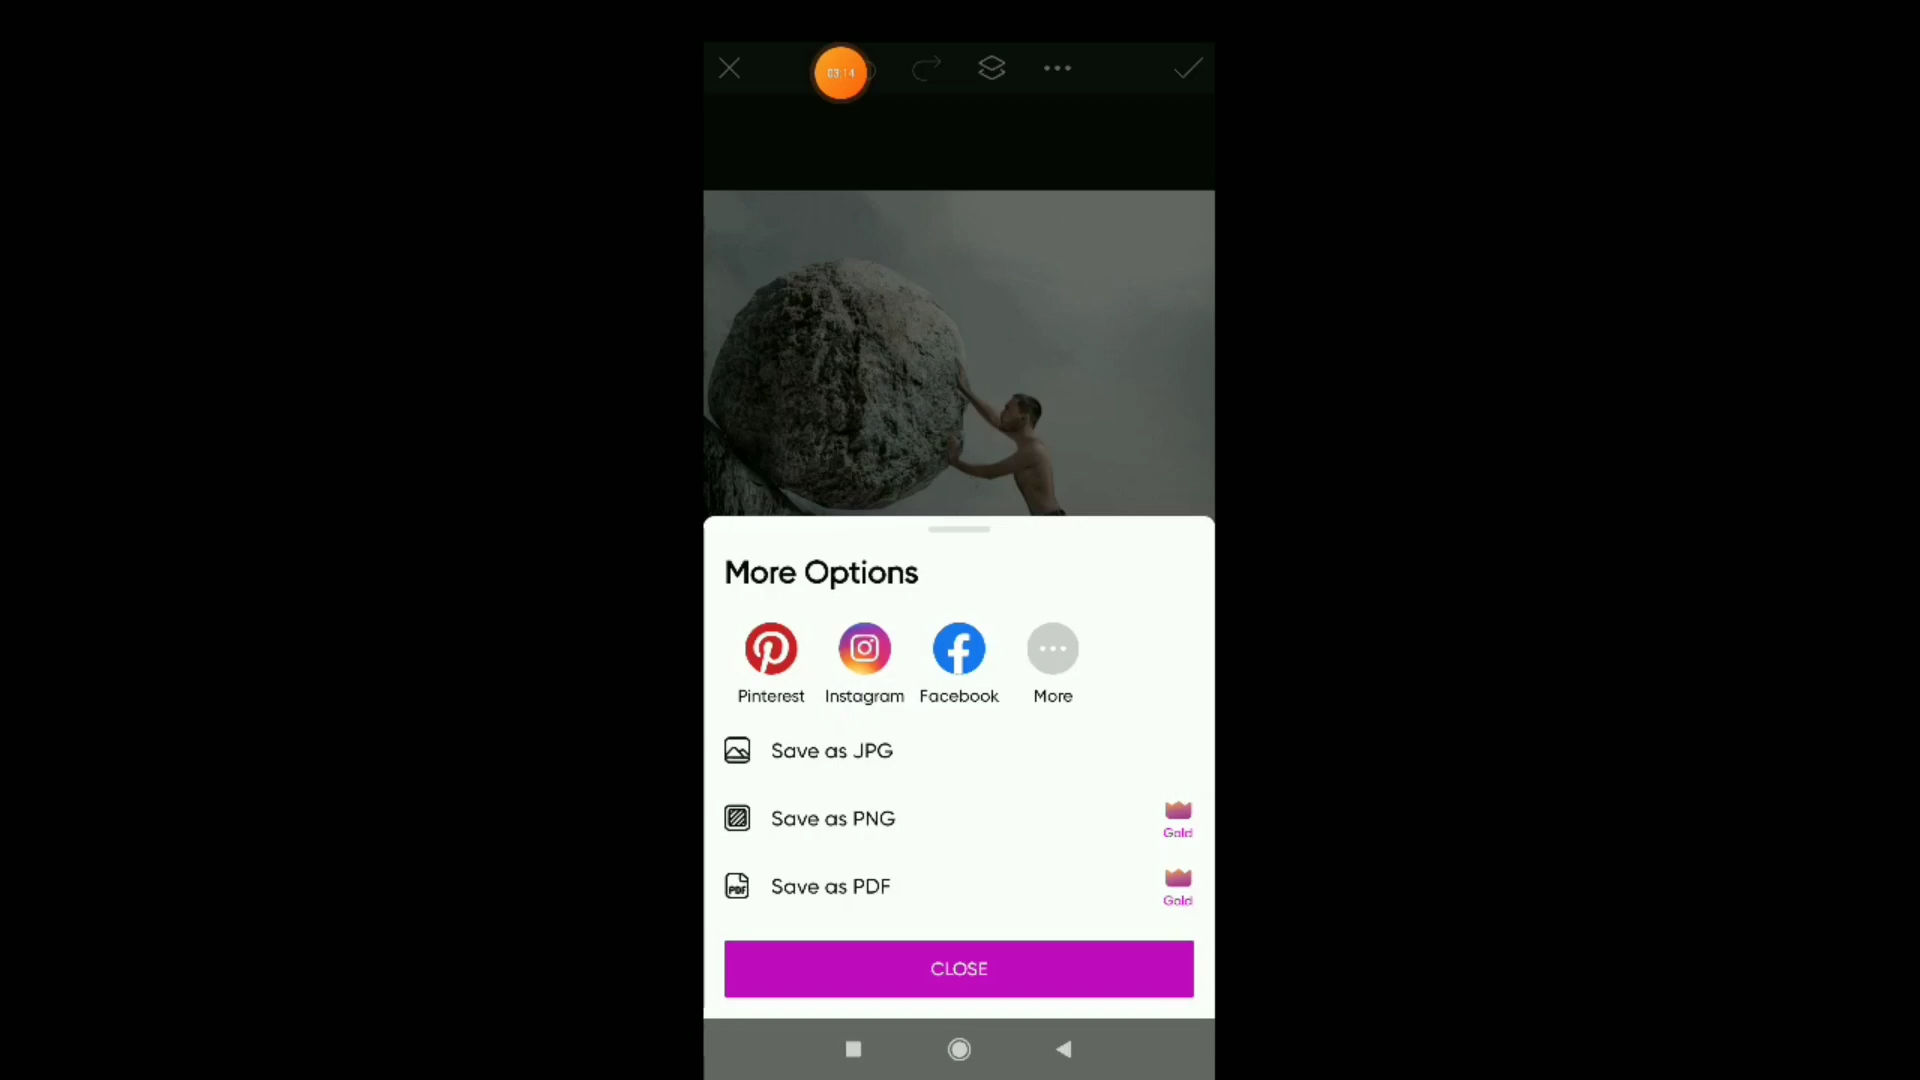 03:14
More Options
Pinterest Instagram Facebook More
Save as JPG
Save as PNG
Gold
PDF
Save as PDF
Gold
CLOSE